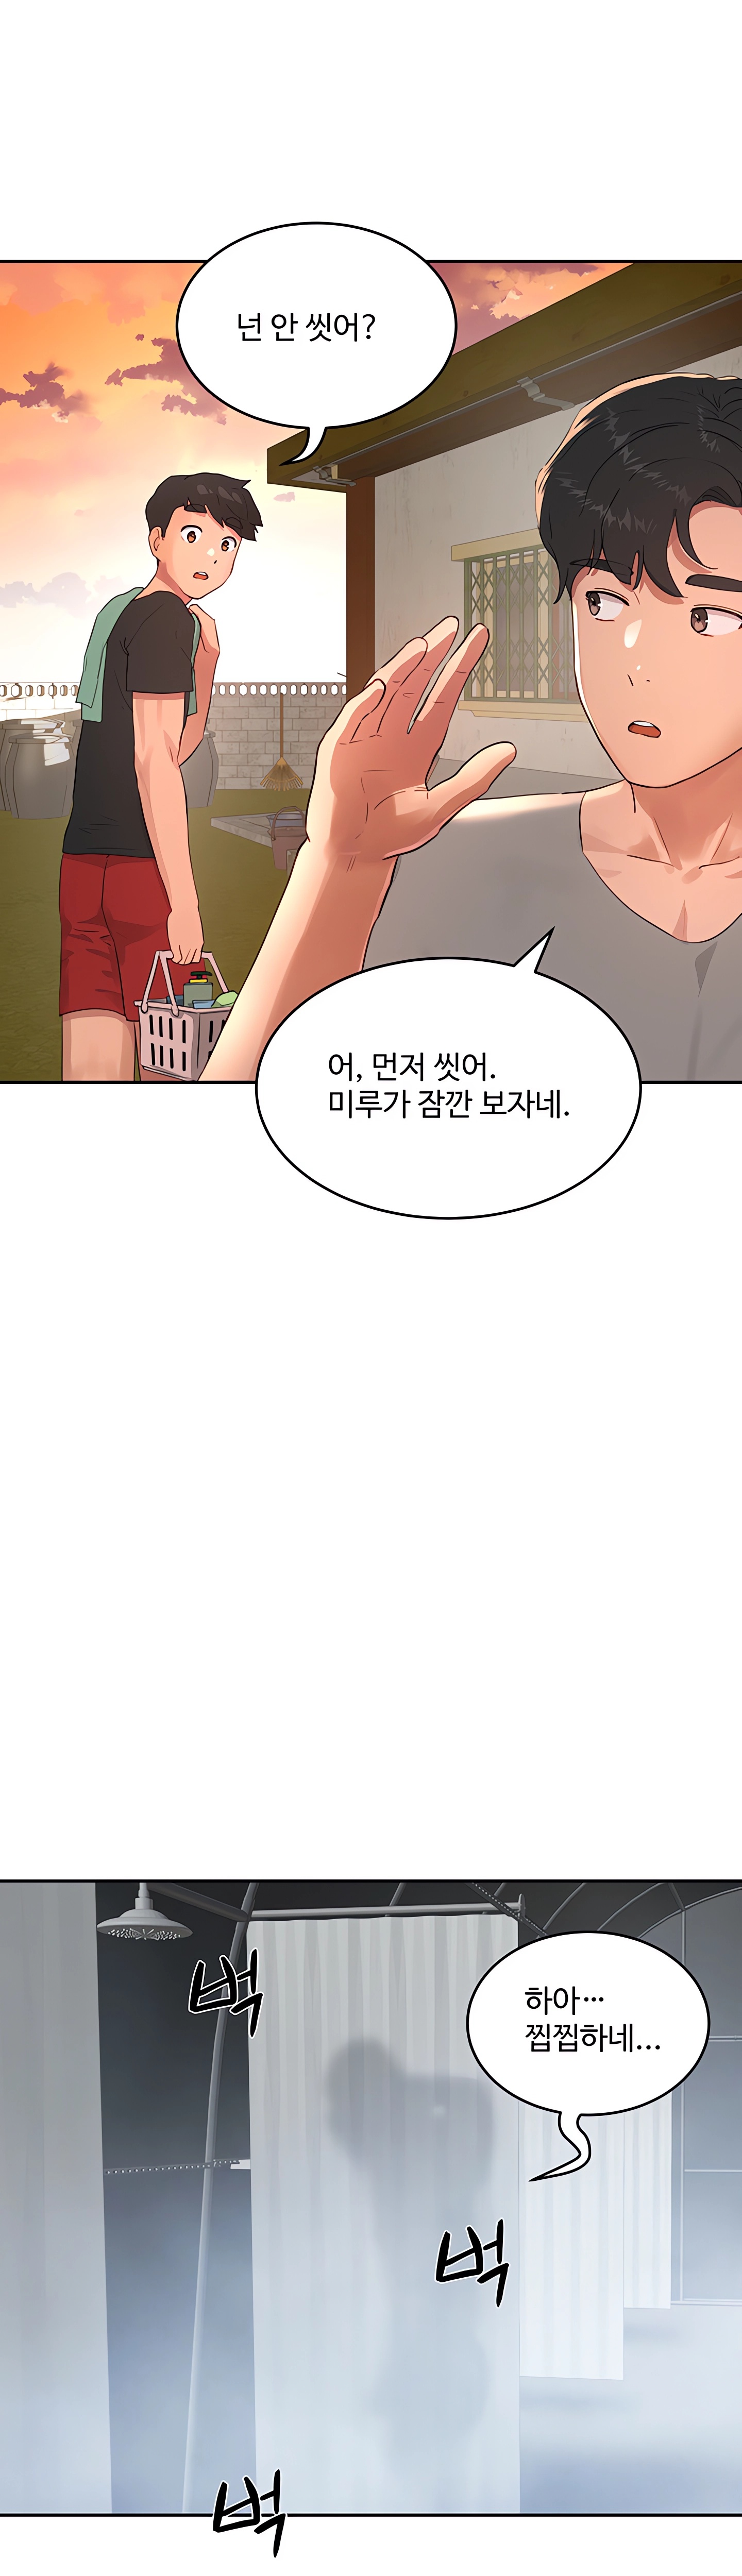 넌 안 씻어?
어, 먼저 씻어.
미루가 잠깐 보자네.
벅
하아…
찝찝하네…
벅
벅